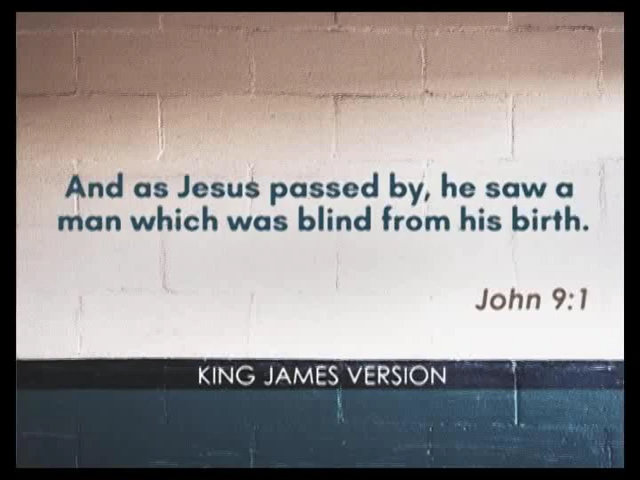 And as Jesus passed by, he saw a
man which was blind from his birth.
John 9:1
KING JAMES VERSION